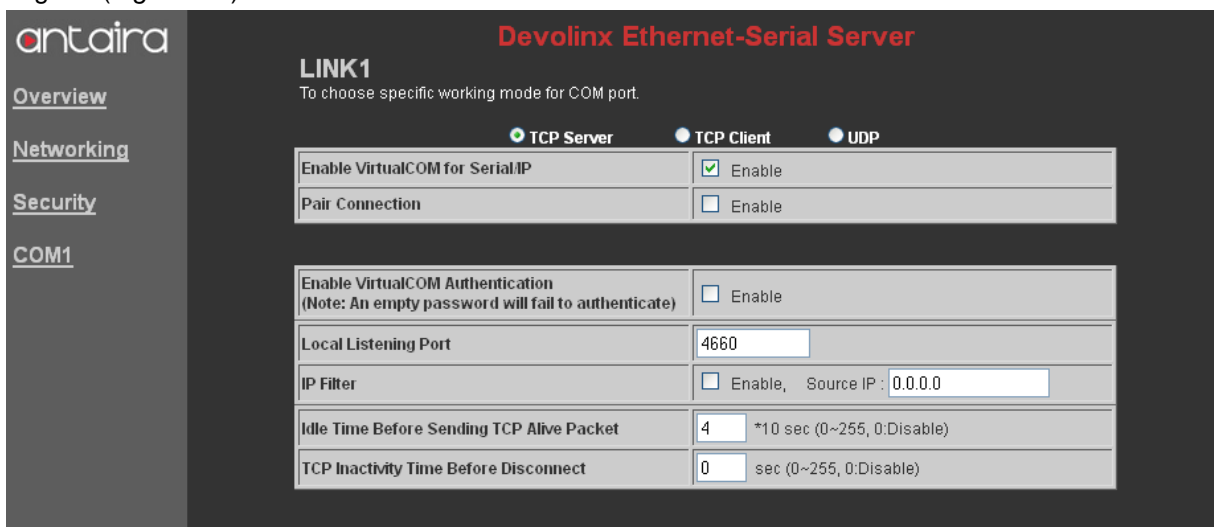 antaira
Devolinx Ethernet-Serial Server
LINK1
To choose specific working mode for COM port.
Overview
Networking
Security
COM1
TCP Server TCP Client UDP
Enable VirtualCOM for Serial/IP Enable
Pair Connection Enable
Enable VirtualCOM Authentication
(Note: An empty password will fail to authenticate) Enable
Local Listening Port 4660
IP Filter Enable, Source IP : 0.0.0.0
Idle Time Before Sending TCP Alive Packet 4 *10 sec (0~255, 0:Disable)
TCP Inactivity Time Before Disconnect 0 sec (0~255, 0:Disable)